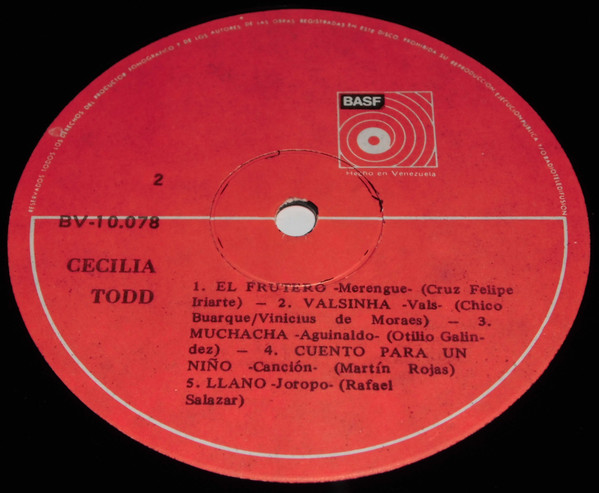 RESERVADOS TODOS LOS DERECHOS DEL PRODUCTOR FONOGRAFICO Y DE LOS AUTORES DE LAS OBRAS REGISTRADAS EN ESTE DISCO. PROHIBIDA SU REPRODUCCION, EJECUCION PUBLICA Y/O RADIOTELEDIFUSION
BASF
Hecho en Venezuela
2
BV-10.078
CECILIA
TODD
1. EL FRUTERO -Merengue- (Cruz Felipe
Iriarte) – 2. VALSINHA -Vals- (Chico
Buarque/Vinicius de Moraes) – 3.
MUCHACHA -Aguinaldo- (Otilio Galin-
dez) – 4. CUENTO PARA UN
NIÑO -Canción- (Martín Rojas)
5. LLANO -Joropo- (Rafael
Salazar)